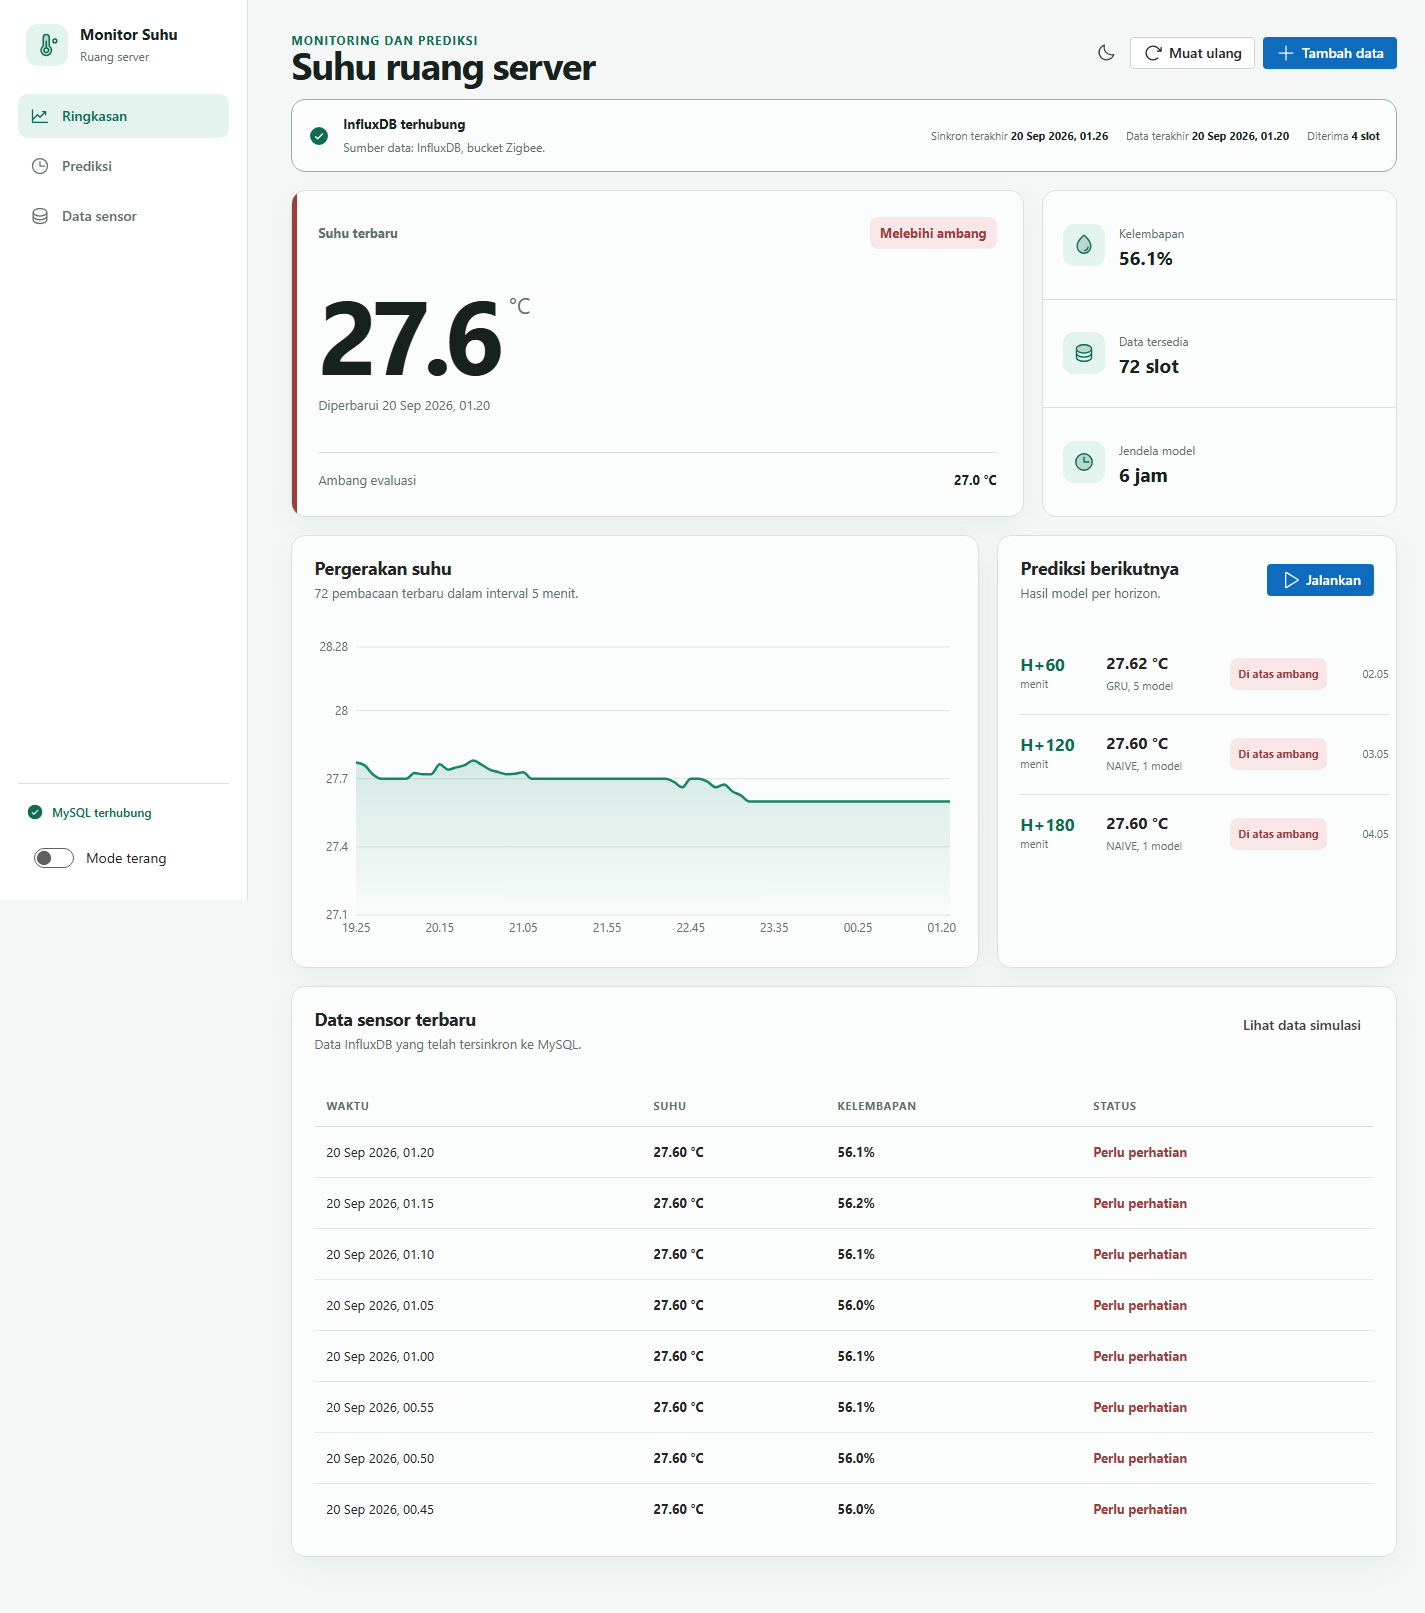 Monitor Suhu
Ruang server
Ringkasan
Prediksi
Data sensor
MySQL terhubung
Mode terang
MONITORING DAN PREDIKSI
Suhu ruang server
Muat ulang
Tambah data
InfluxDB terhubung
Sumber data: InfluxDB, bucket Zigbee.
Sinkron terakhir 20 Sep 2026, 01.26 Data terakhir 20 Sep 2026, 01.20 Diterima 4 slot
Suhu terbaru
Melebihi ambang
27.6 °C
Diperbarui 20 Sep 2026, 01.20
Ambang evaluasi 27.0 °C
Kelembapan
56.1%
Data tersedia
72 slot
Jendela model
6 jam
Pergerakan suhu
72 pembacaan terbaru dalam interval 5 menit.
28.28
28
27.7
27.4
27.1
19.25 20.15 21.05 21.55 22.45 23.35 00.25 01.20
Prediksi berikutnya
Hasil model per horizon.
Jalankan
H+60 27.62 °C Di atas ambang 02.05
menit GRU, 5 model
H+120 27.60 °C Di atas ambang 03.05
menit NAIVE, 1 model
H+180 27.60 °C Di atas ambang 04.05
menit NAIVE, 1 model
Data sensor terbaru
Data InfluxDB yang telah tersinkron ke MySQL.
Lihat data simulasi
WAKTU SUHU KELEMBAPAN STATUS
20 Sep 2026, 01.20 27.60 °C 56.1% Perlu perhatian
20 Sep 2026, 01.15 27.60 °C 56.2% Perlu perhatian
20 Sep 2026, 01.10 27.60 °C 56.1% Perlu perhatian
20 Sep 2026, 01.05 27.60 °C 56.0% Perlu perhatian
20 Sep 2026, 01.00 27.60 °C 56.1% Perlu perhatian
20 Sep 2026, 00.55 27.60 °C 56.1% Perlu perhatian
20 Sep 2026, 00.50 27.60 °C 56.0% Perlu perhatian
20 Sep 2026, 00.45 27.60 °C 56.0% Perlu perhatian